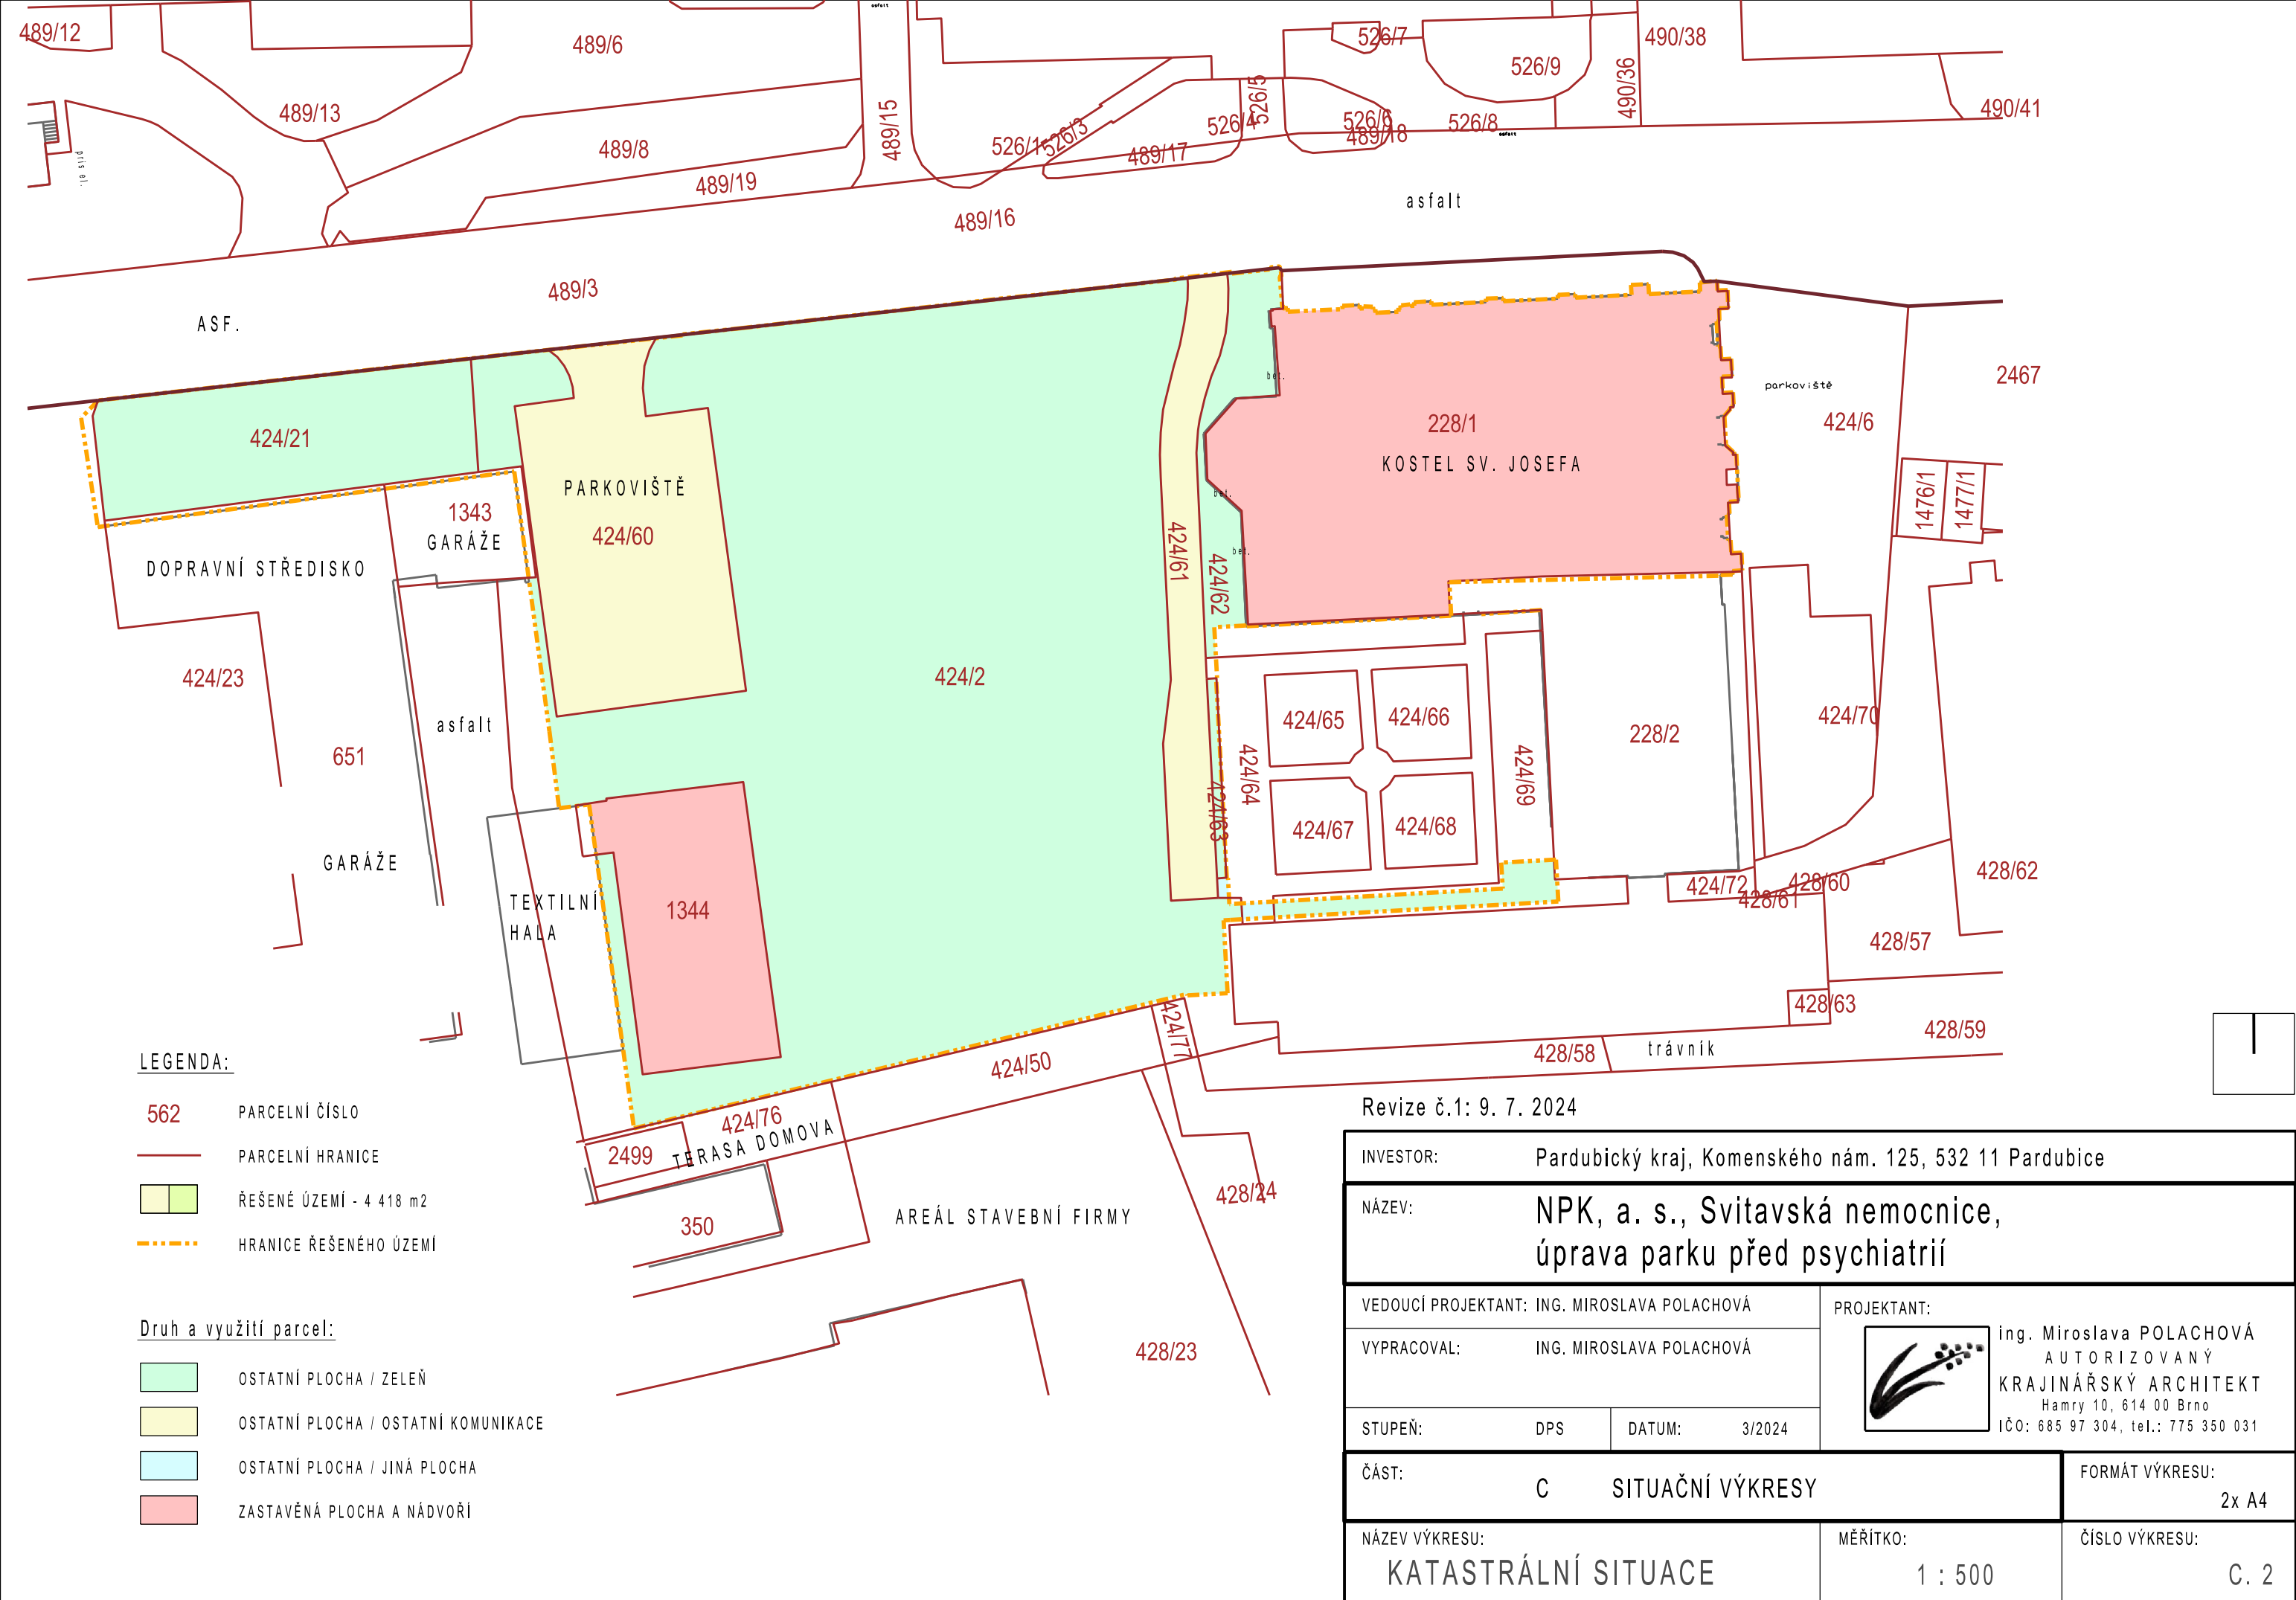 asfalt
489/12
489/6
526/7
490/38
526/9
490/36
489/13
526/5
490/41
489/15
526/1
526/3
526/4
526/6
526/8
asfalt
489/18
489/8
489/17
489/19
489/16
asfalt
489/3
ASF.
bet.
parkoviště
2467
424/21
228/1
424/6
KOSTEL SV. JOSEFA
PARKOVIŠTĚ
bet.
1476/1
1477/1
1343
GARÁŽE
424/60
424/61
bet.
DOPRAVNÍ STŘEDISKO
424/62
424/23
424/2
asfalt
424/65
424/66
424/70
228/2
651
424/64
424/69
424/63
424/67
424/68
GARÁŽE
TEXTILNÍ
HALA
1344
424/72
428/60
428/61
428/62
428/57
428/63
424/77
428/59
424/50
428/58
trávník
424/76
TERASA DOMOVA
2499
428/24
350
AREÁL STAVEBNÍ FIRMY
428/23
LEGENDA:
562 PARCELNÍ ČÍSLO
PARCELNÍ HRANICE
ŘEŠENÉ ÚZEMÍ - 4 418 m2
HRANICE ŘEŠENÉHO ÚZEMÍ
Druh a využití parcel:
OSTATNÍ PLOCHA / ZELEŇ
OSTATNÍ PLOCHA / OSTATNÍ KOMUNIKACE
OSTATNÍ PLOCHA / JINÁ PLOCHA
ZASTAVĚNÁ PLOCHA A NÁDVOŘÍ
Revize č.1: 9. 7. 2024
INVESTOR: Pardubický kraj, Komenského nám. 125, 532 11 Pardubice
NÁZEV: NPK, a. s., Svitavská nemocnice,
úprava parku před psychiatrií
VEDOUCÍ PROJEKTANT: ING. MIROSLAVA POLACHOVÁ
VYPRACOVAL: ING. MIROSLAVA POLACHOVÁ
PROJEKTANT:
ing. Miroslava POLACHOVÁ
AUTORIZOVANÝ
KRAJINÁŘSKÝ ARCHITEKT
Hamry 10, 614 00 Brno
IČO: 685 97 304, tel.: 775 350 031
STUPEŇ: DPS DATUM: 3/2024
ČÁST: C SITUAČNÍ VÝKRESY
FORMÁT VÝKRESU:
2x A4
NÁZEV VÝKRESU:
KATASTRÁLNÍ SITUACE
MĚŘÍTKO:
1 : 500
ČÍSLO VÝKRESU:
C. 2